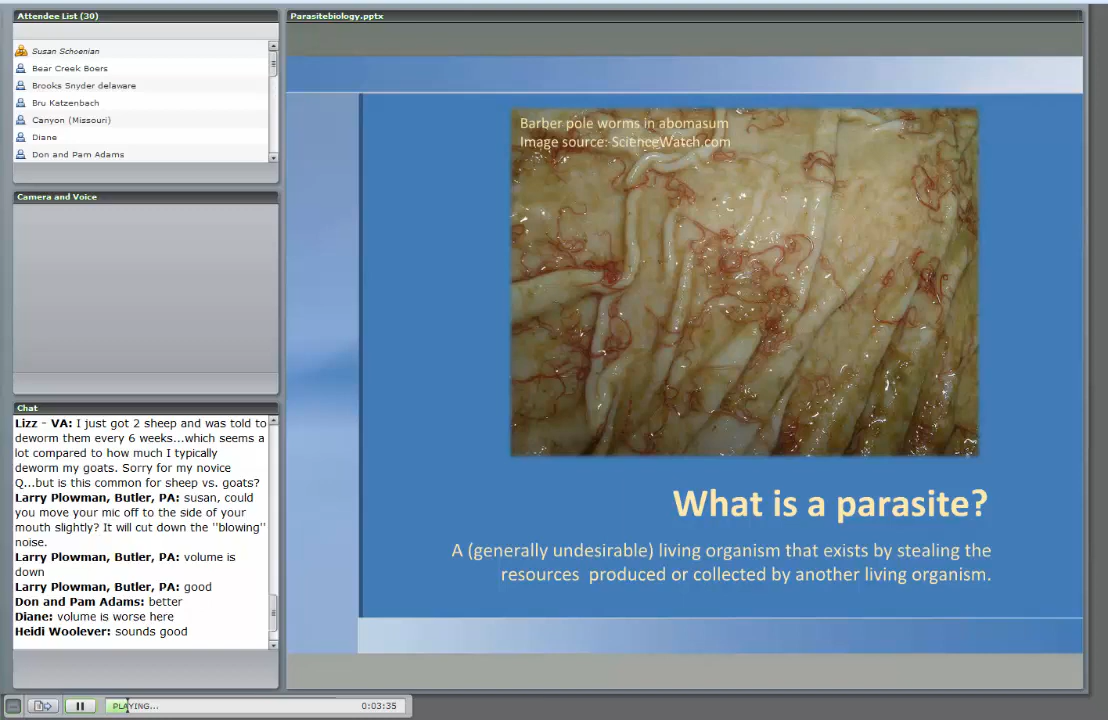 Attendee List (30)
Susan Schoenian
Bear Creek Boers
Brooks Snyder delaware
Bru Katzenbach
Canyon (Missouri)
Diane
Don and Pam Adams
Camera and Voice
Chat
Lizz - VA: I just got 2 sheep and was told to
deworm them every 6 weeks...which seems a
lot compared to how much I typically
deworm my goats. Sorry for my novice
Q...but is this common for sheep vs. goats?
Larry Plowman, Butler, PA: susan, could
you move your mic off to the side of your
mouth slightly? It will cut down the "blowing"
noise.
Larry Plowman, Butler, PA: volume is
down
Larry Plowman, Butler, PA: good
Don and Pam Adams: better
Diane: volume is worse here
Heidi Woolever: sounds good
Parasitebiology.pptx
Barber pole worms in abomasum
Image source: ScienceWatch.com
What is a parasite?
A (generally undesirable) living organism that exists by stealing the
resources produced or collected by another living organism.
PLAYING...
0:03:35